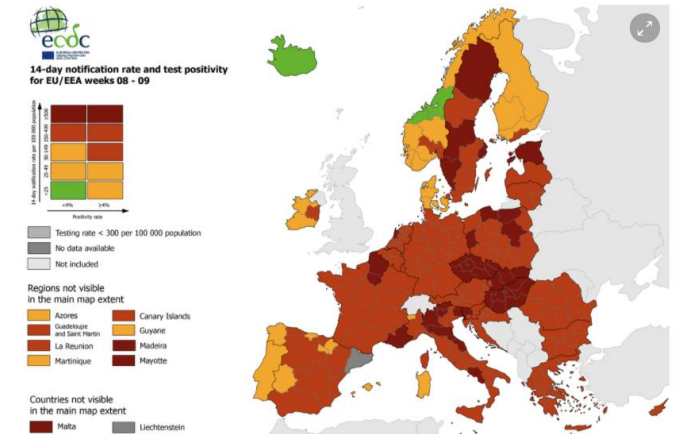 ecdc
14-day notification rate and test positivity
for EU/EEA weeks 08 - 09
14-day notification rate per 100 000 population
≥500
150-499
50-149
25-49
<25
<4%
≥4%
Positivity rate
Testing rate < 300 per 100 000 population
No data available
Not included
Regions not visible
in the main map extent
Azores
Canary Islands
Guadeloupe
and Saint Martin
Guyane
La Reunion
Madeira
Martinique
Mayotte
Countries not visible
in the main map extent
Malta
Liechtenstein